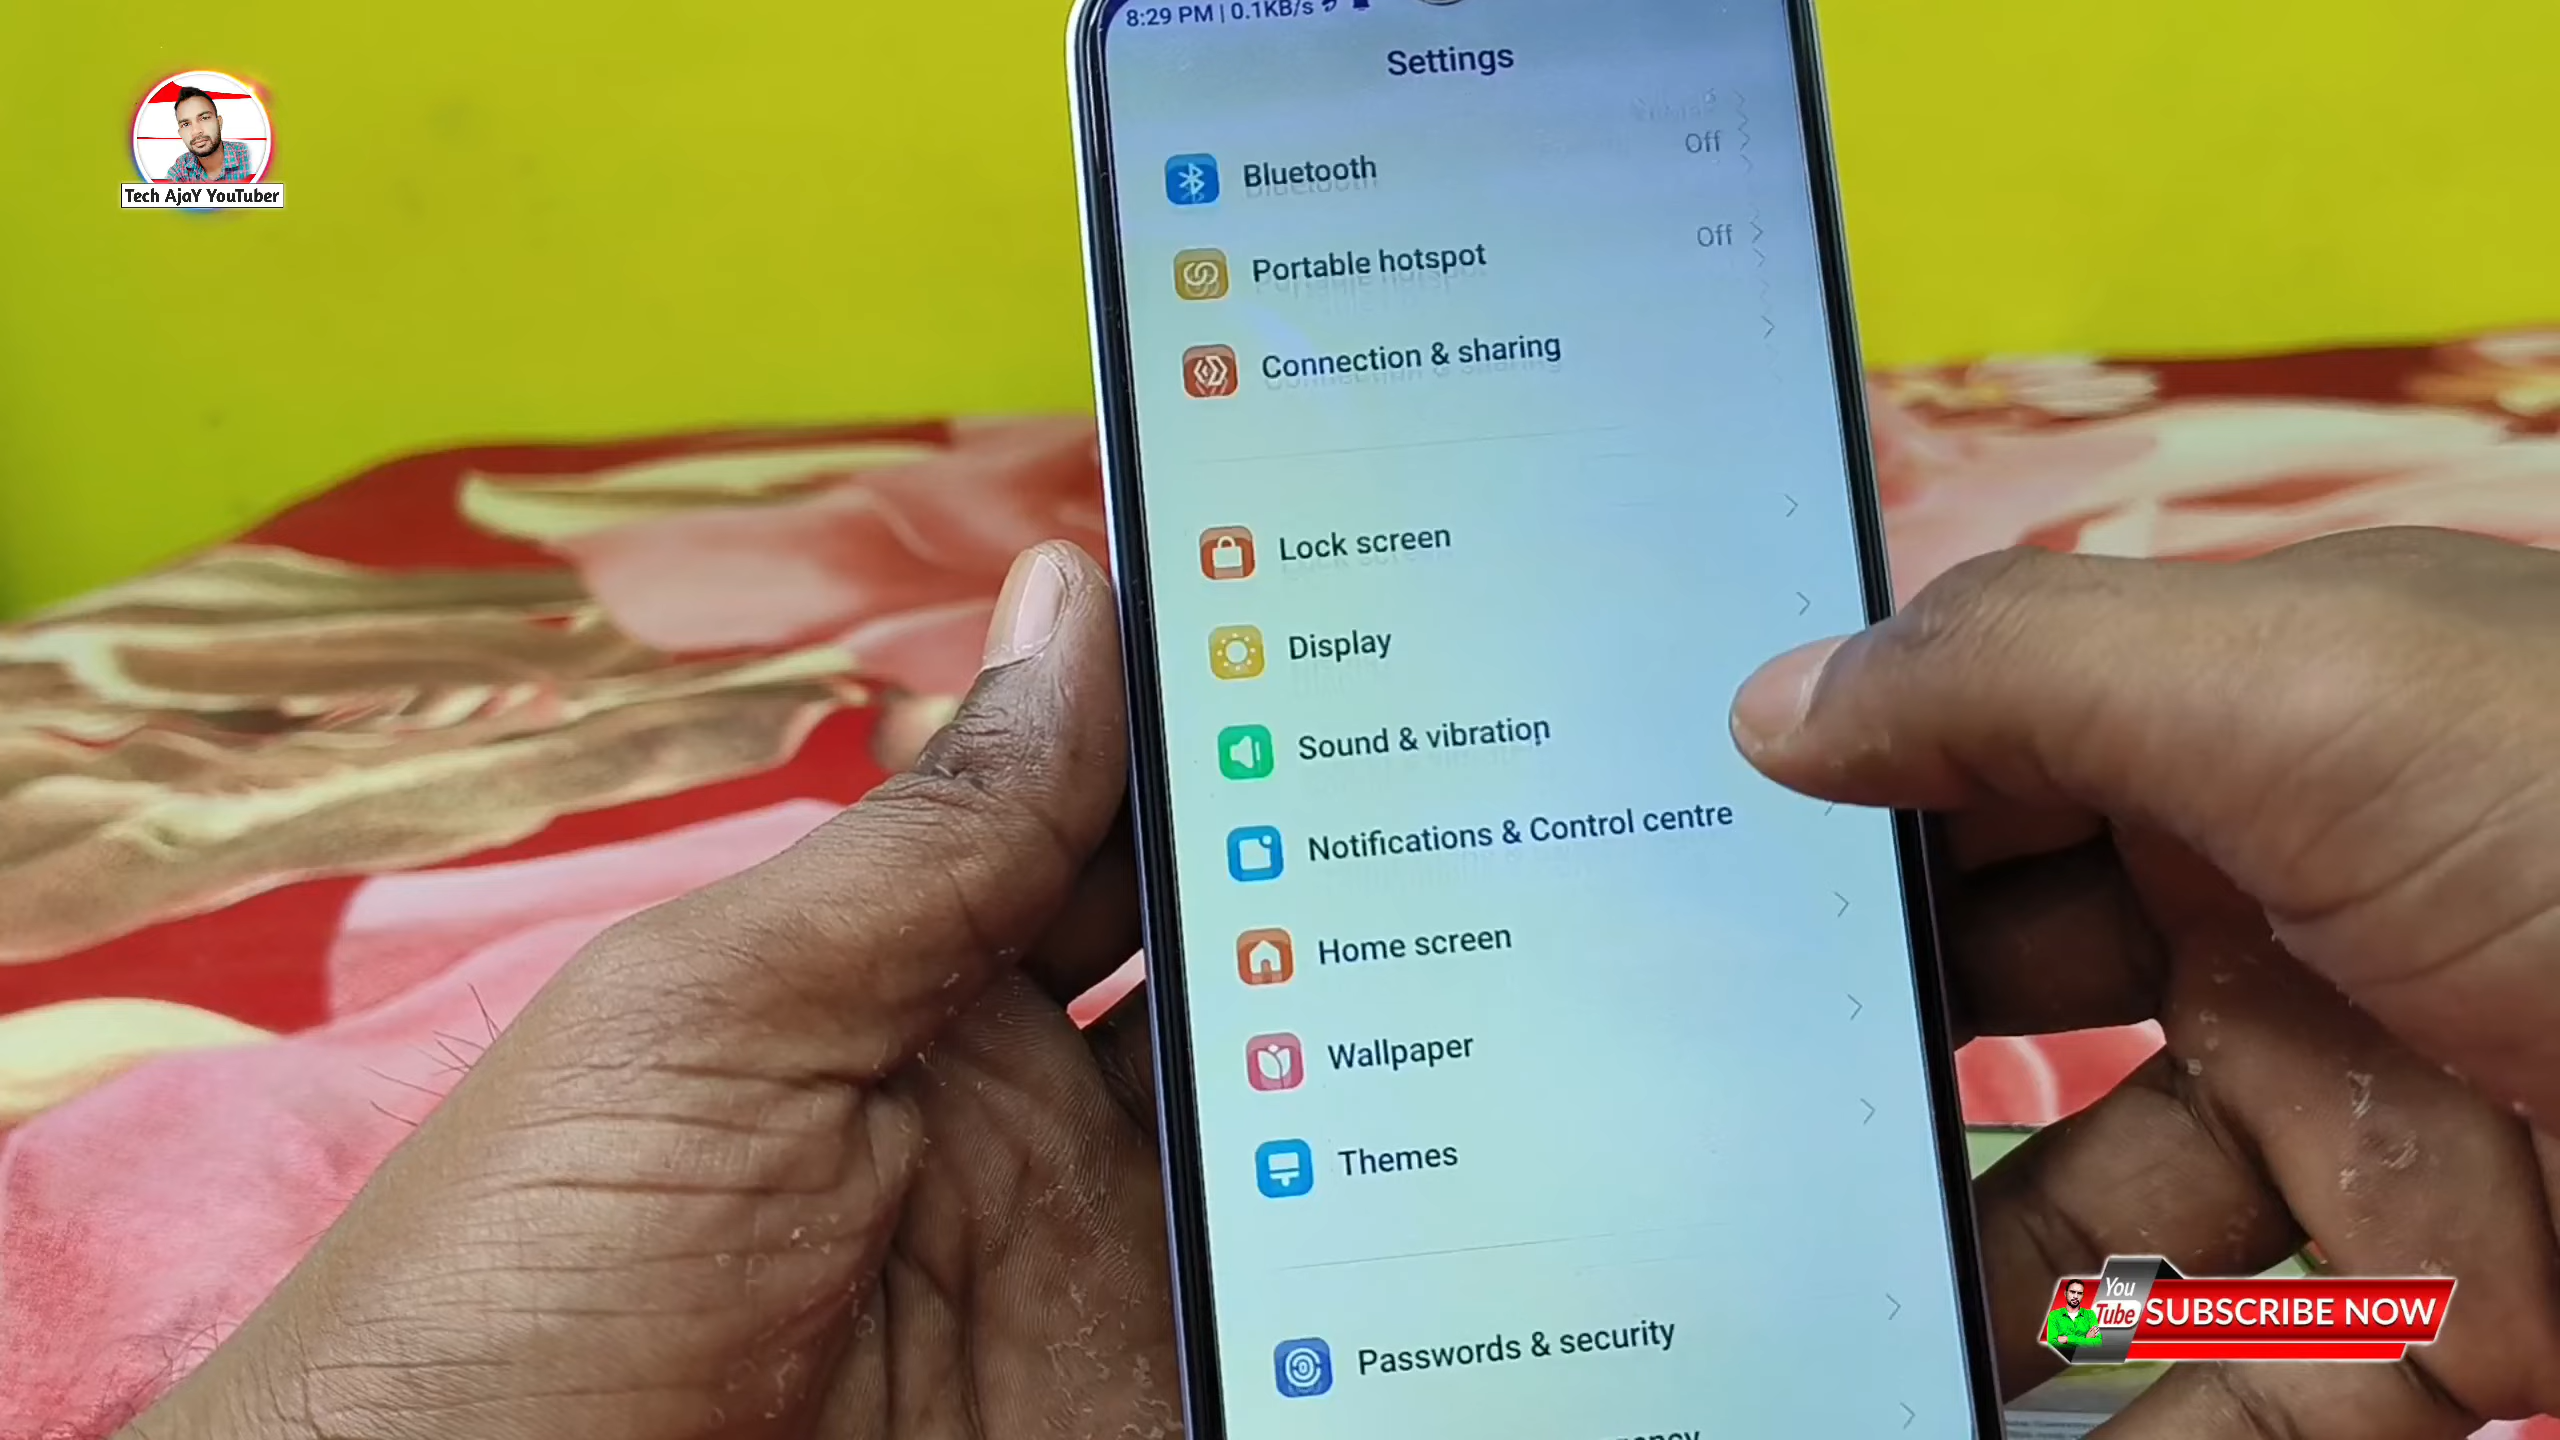 8:29 PM | 0.1KB/s
Settings
Tech AjaY YouTuber
Bluetooth
Off
Portable hotspot
Off
Connection & sharing
Lock screen
Display
Sound & vibration
Notifications & Control centre
Home screen
Wallpaper
Themes
Passwords & security
You
Tube
SUBSCRIBE NOW